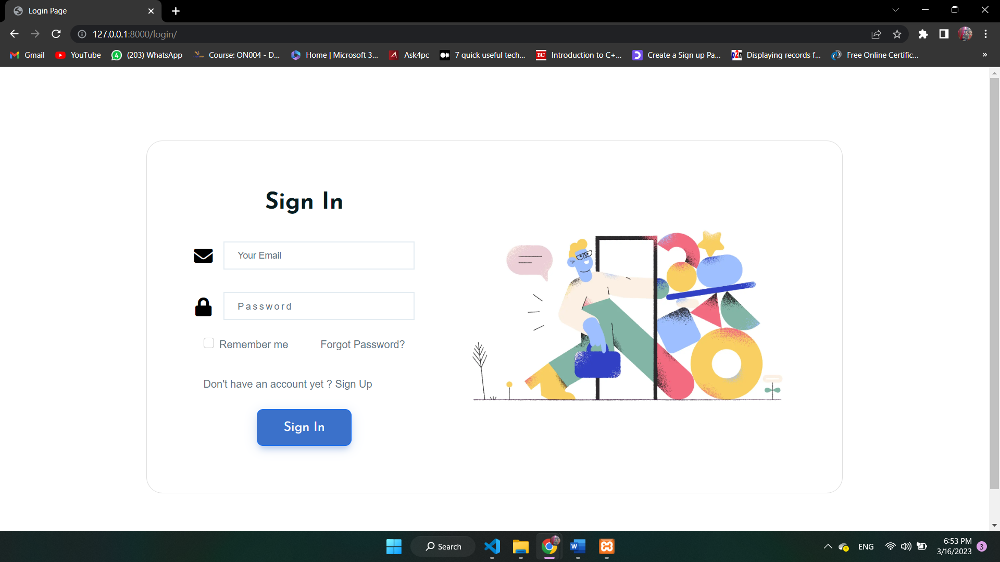 Login Page
127.0.0.1:8000/login/
Gmail YouTube (203) WhatsApp Course: ON004 - D... Home | Microsoft 3... Ask4pc 7 quick useful tech... BU Introduction to C+... Create a Sign up Pa... p2n Displaying records f... Free Online Certific... »
Sign In
Your Email
Password
Remember me Forgot Password?
Don't have an account yet ? Sign Up
Sign In
Search ENG 6:53 PM
3/16/2023 3